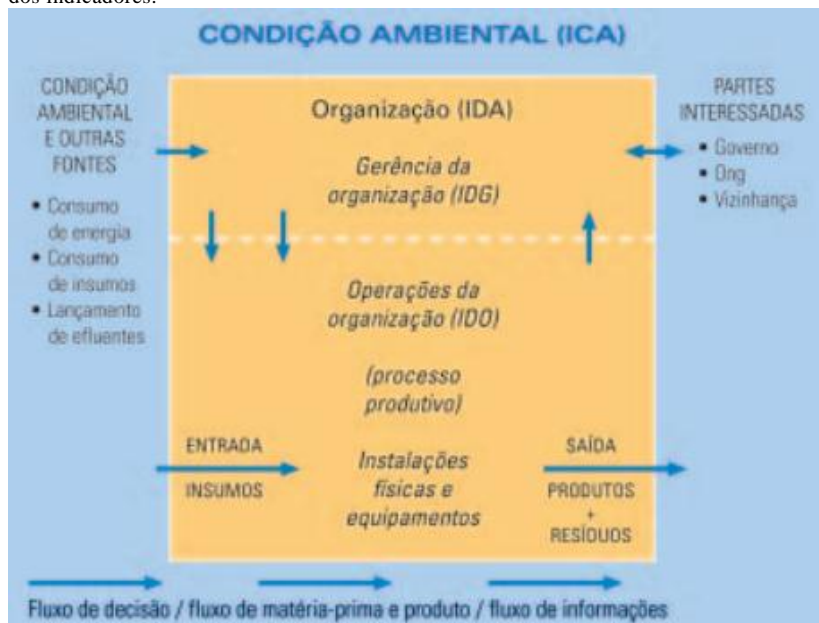 dos indicadores.
CONDIÇÃO AMBIENTAL (ICA)
CONDIÇÃO
AMBIENTAL
E OUTRAS
FONTES
• Consumo
de energia
• Consumo
de insumos
• Lançamento
de efluentes
Organização (IDA)
Gerência da
organização (IDG)
Operações da
organização (IDO)
(processo
produtivo)
Instalações
físicas e
equipamentos
ENTRADA
INSUMOS
SAÍDA
PRODUTOS
+
RESÍDUOS
PARTES
INTERESSADAS
• Governo
• Ong
• Vizinhança
Fluxo de decisão / fluxo de matéria-prima e produto / fluxo de informações